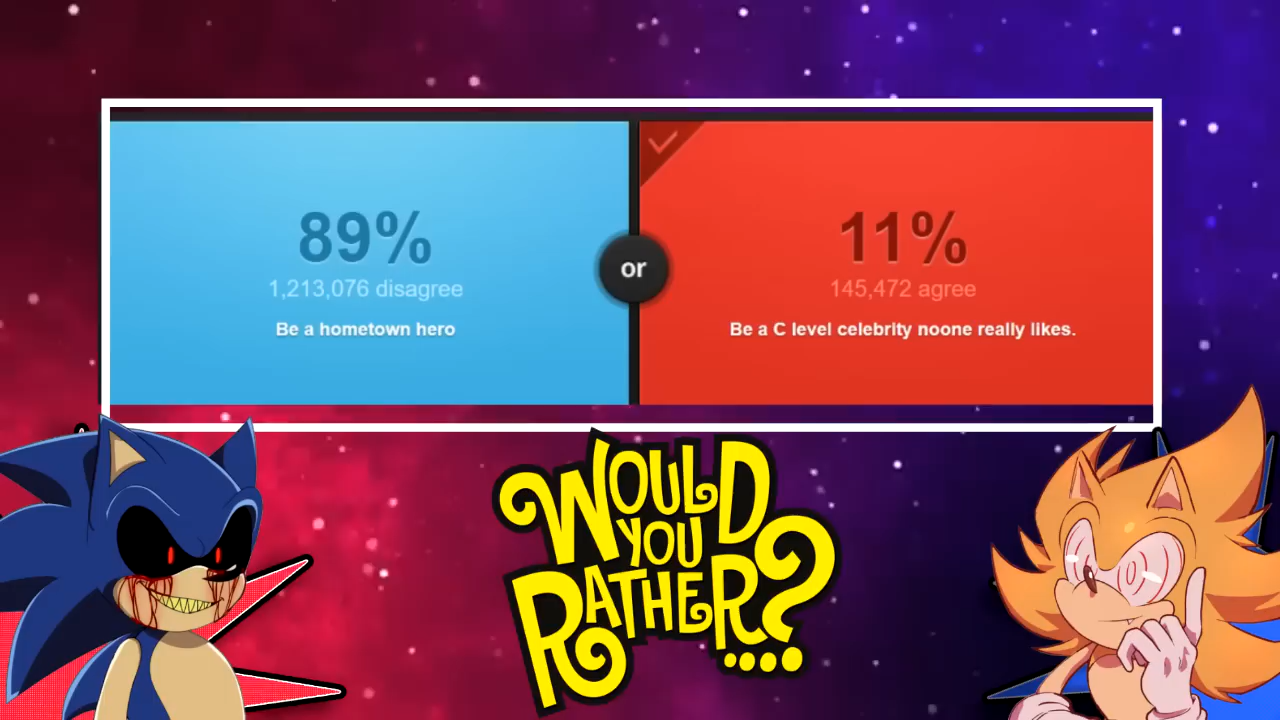 89%
1,213,076 disagree
Be a hometown hero
or
11%
145,472 agree
Be a C level celebrity noone really likes.
WOULD
YOU
RATHER....?